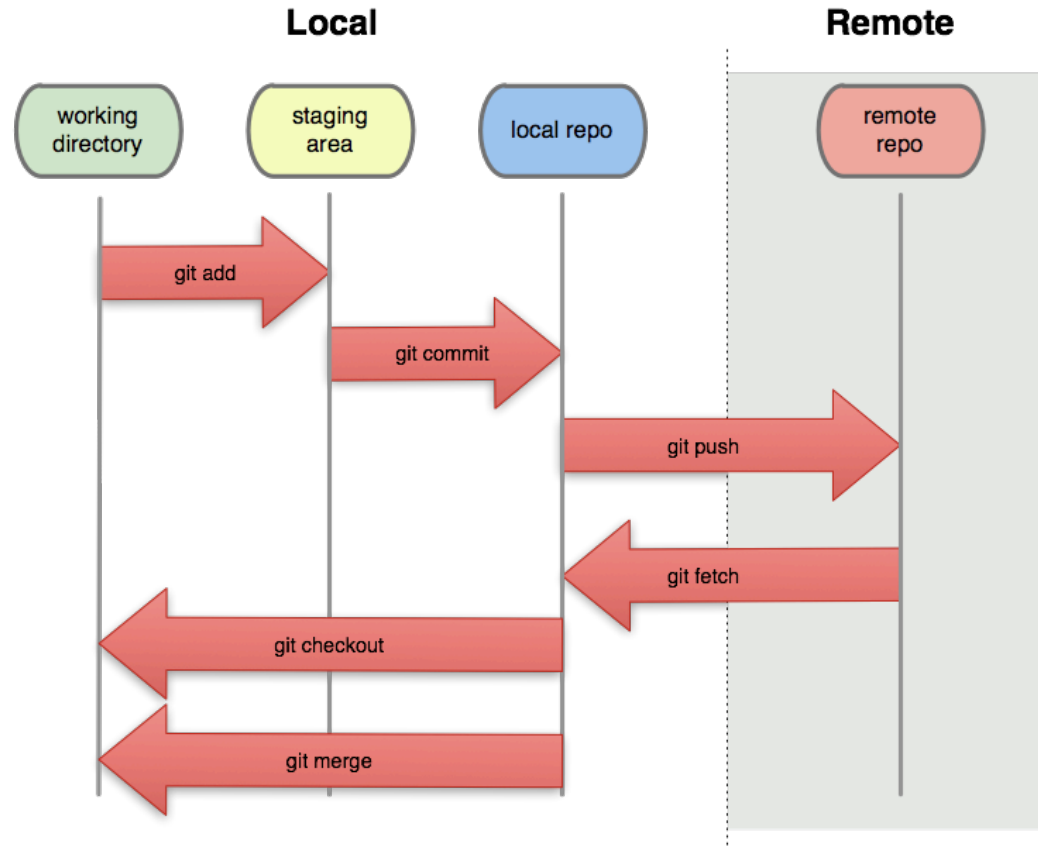 Local
Remote
working
directory
staging
area
local repo
remote
repo
git add
git commit
git push
git fetch
git checkout
git merge